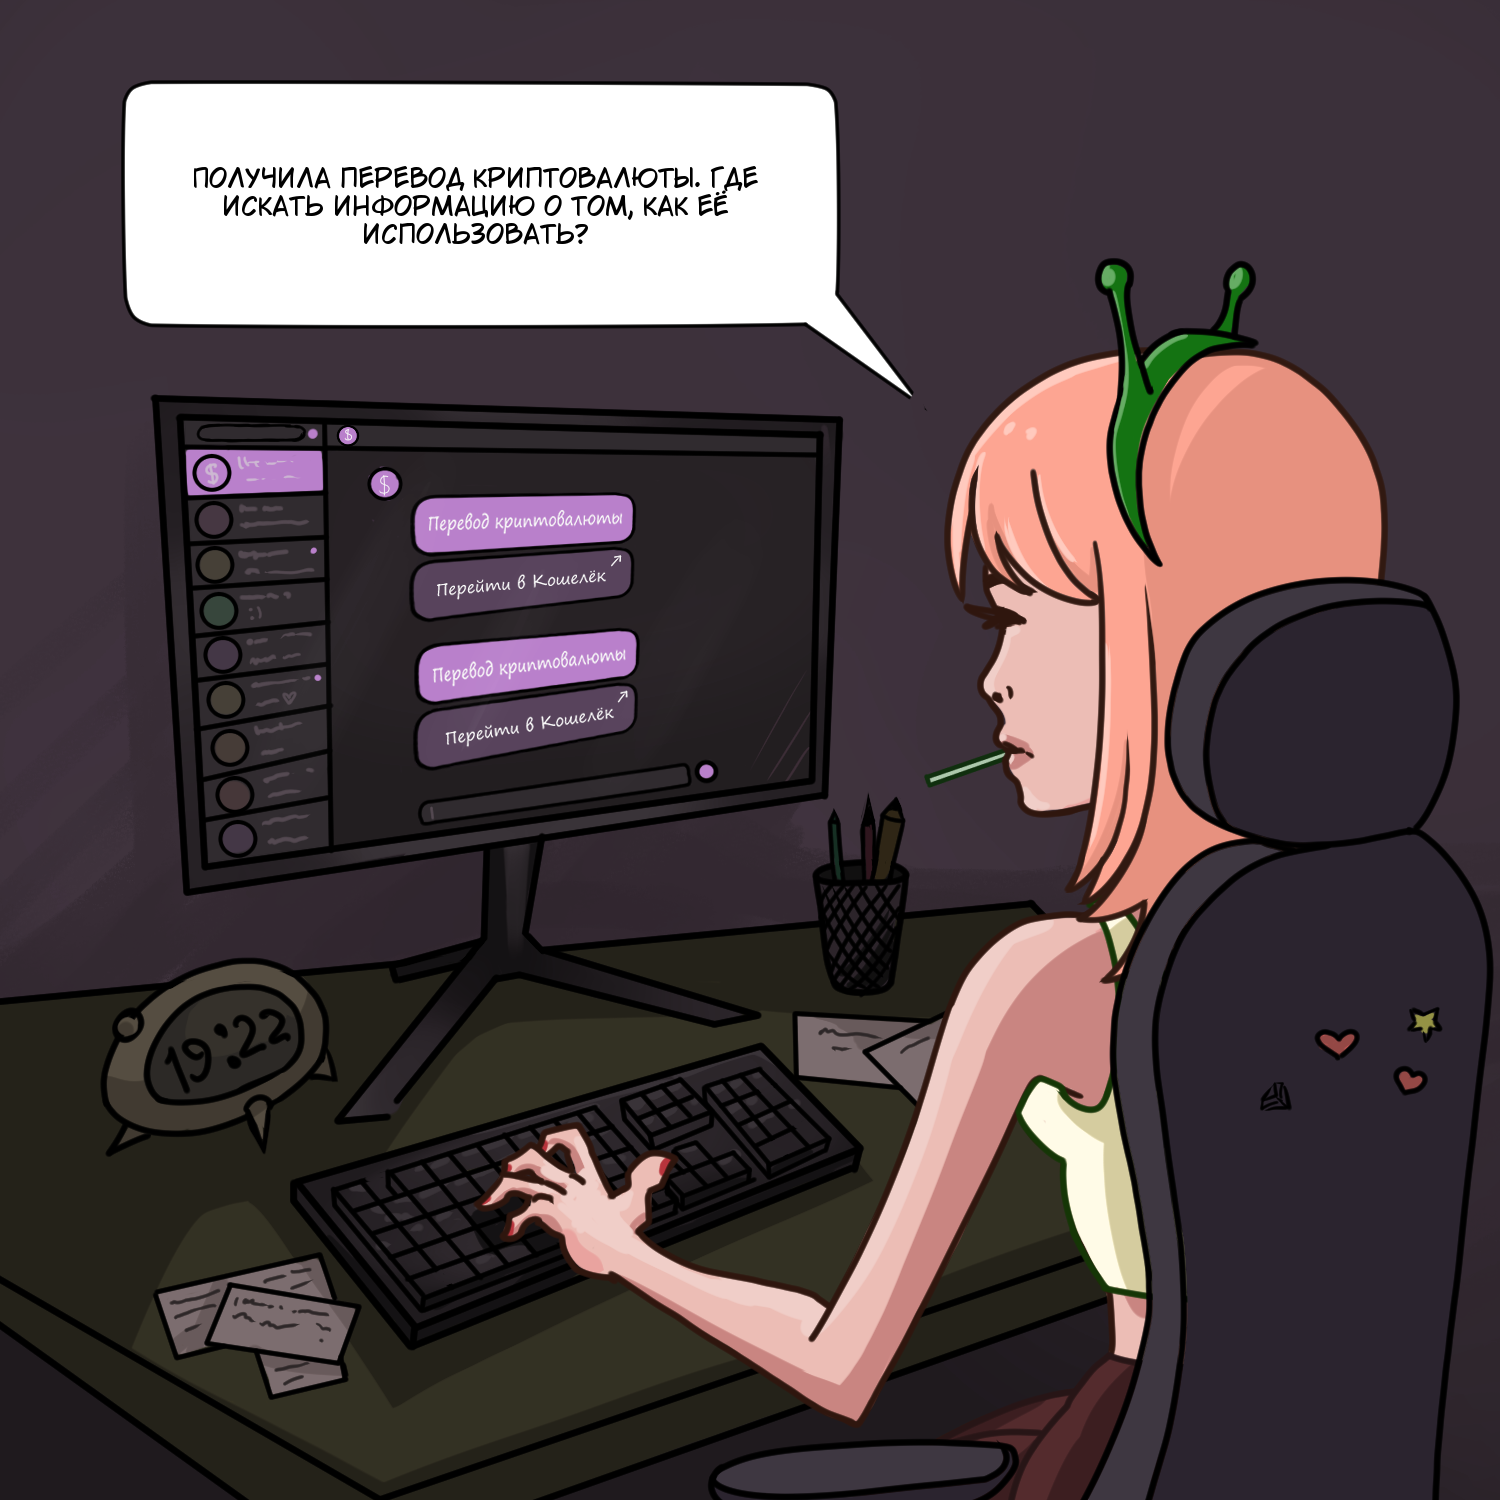 ПОЛУЧИЛА ПЕРЕВОД КРИПТОВАЛЮТЫ. ГДЕ
ИСКАТЬ ИНФОРМАЦИЮ О ТОМ, КАК ЕЁ
ИСПОЛЬЗОВАТЬ?
$
$
$
Перевод криптовалюты
Перейти в Кошелёк
:)
Перевод криптовалюты
Перейти в Кошелёк
19:22